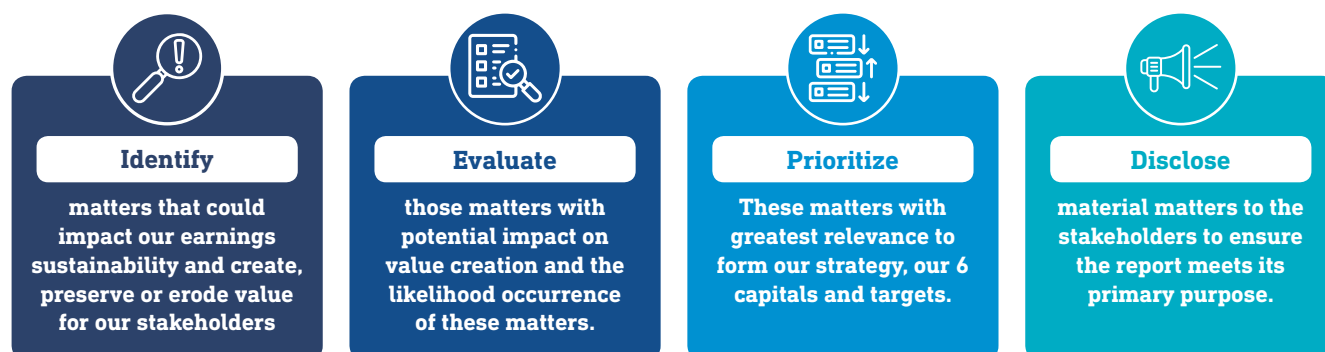 Identify
matters that could
impact our earnings
sustainability and create,
preserve or erode value
for our stakeholders
Evaluate
those matters with
potential impact on
value creation and the
likelihood occurrence
of these matters.
Prioritize
These matters with
greatest relevance to
form our strategy, our 6
capitals and targets.
Disclose
material matters to the
stakeholders to ensure
the report meets its
primary purpose.